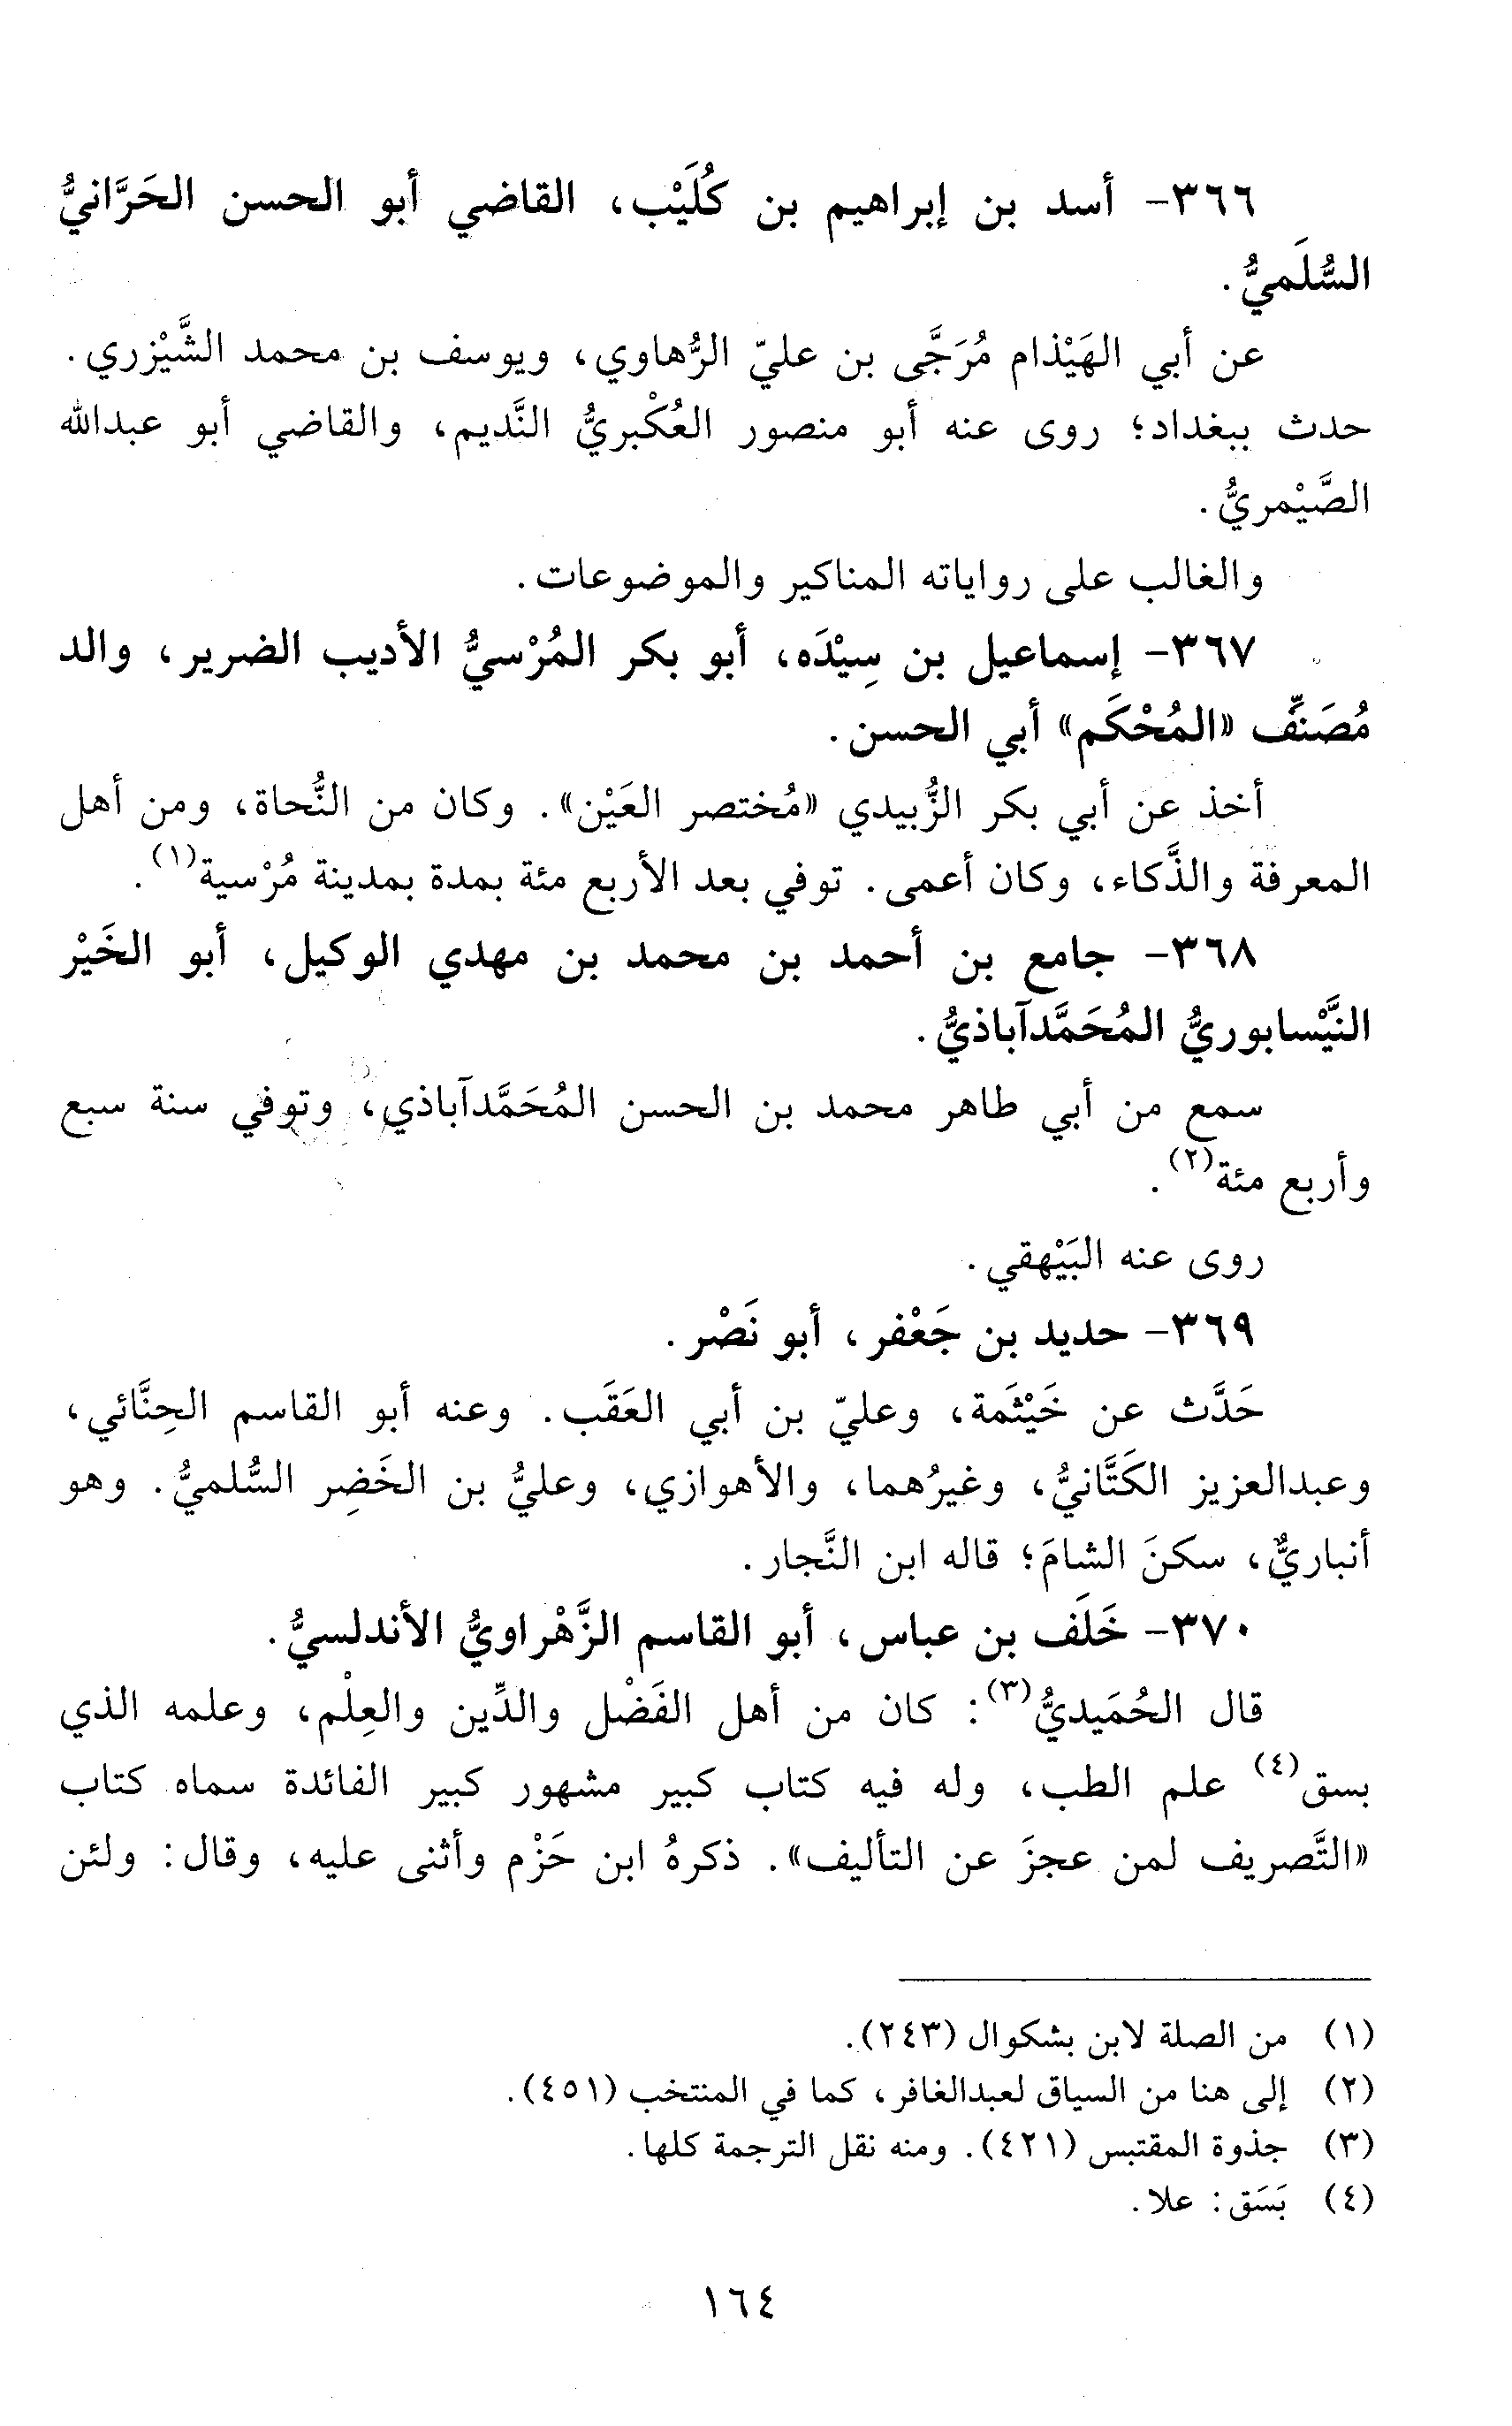 ٣٦٦- أسد بن إبراهيم بن كُلَيْب، القاضي أبو الحسن الحَرَّانيُّ
السُّلَميُّ.
عن أبي الهَيْذام مُرَجَّى بن عليّ الرُّهاوي، ويوسف بن محمد الشَّيْزري.
حدث ببغداد؛ روى عنه أبو منصور العُكْبريُّ النَّديم، والقاضي أبو عبدالله
الصَّيْمريُّ.
والغالب على رواياته المناكير والموضوعات.
٣٦٧- إسماعيل بن سِيْدَه، أبو بكر المُرْسيُّ الأديب الضرير، والد
مُصَنِّف «المُحْكَم» أبي الحسن.
أخذ عن أبي بكر الزُّبيدي «مُختصر العَيْن». وكان من النُّحاة، ومن أهل
المعرفة والذَّكاء، وكان أعمى. توفي بعد الأربع مئة بمدة بمدينة مُرْسية(١).
٣٦٨- جامع بن أحمد بن محمد بن مهدي الوكيل، أبو الخَيْر
النَّيْسابوريُّ المُحَمَّدآباذيُّ.
سمع من أبي طاهر محمد بن الحسن المُحَمَّدآباذي، وتوفي سنة سبع
وأربع مئة(٢).
روى عنه البَيْهقي.
٣٦٩- حديد بن جَعْفر، أبو نَصْر.
حَدَّث عن خَيْثَمة، وعليّ بن أبي العَقَب. وعنه أبو القاسم الحِنَّائي،
وعبدالعزيز الكَتَّانيُّ، وغيرُهما، والأهوازي، وعليُّ بن الخَضِر السُّلميُّ. وهو
أنباريٌّ، سكنَ الشامَ؛ قاله ابن النَّجار.
٣٧٠- خَلَف بن عباس، أبو القاسم الزَّهْراويُّ الأندلسيُّ.
قال الحُمَيديُّ(٣): كان من أهل الفَضْل والدِّين والعِلْم، وعلمه الذي
بسق(٤) علم الطب، وله فيه كتاب كبير مشهور كبير الفائدة سماه كتاب
«التَّصريف لمن عجزَ عن التأليف». ذكرهُ ابن حَزْم وأثنى عليه، وقال: ولئن
(١) من الصلة لابن بشكوال (٢٤٣).
(٢) إلى هنا من السياق لعبدالغافر، كما في المنتخب (٤٥١).
(٣) جذوة المقتبس (٤٢١). ومنه نقل الترجمة كلها.
(٤) بَسَق: علا.
١٦٤